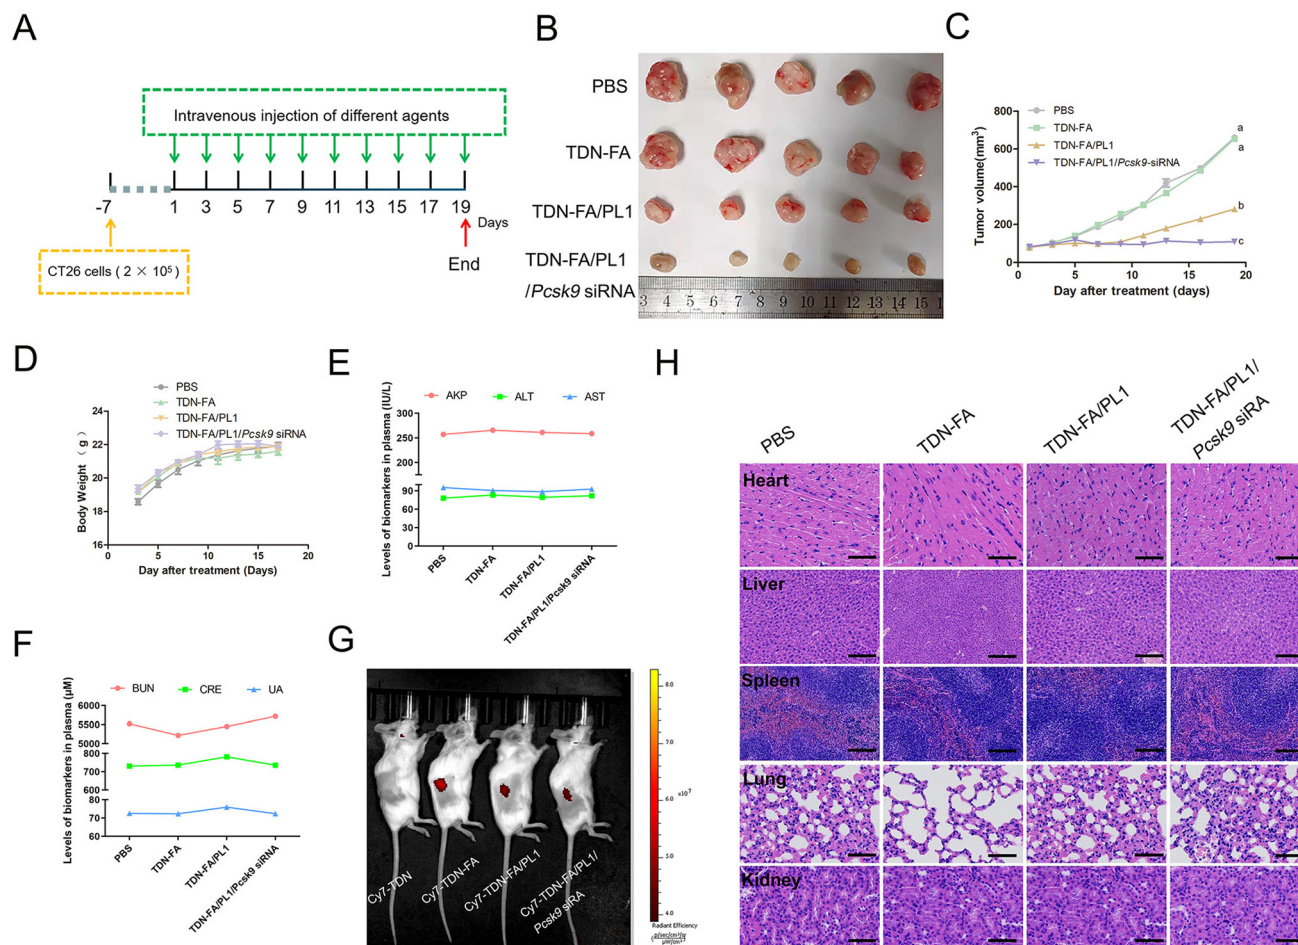 A
Intravenous injection of different agents
-7
1 3 5 7 9 11 13 15 17 19
Days
CT26 cells ( 2 × 10⁵)
End
B
PBS
TDN-FA
TDN-FA/PL1
TDN-FA/PL1
/Pcsk9 siRNA
3 4 5 6 7 8 9 10 11 12 13 14 15 1
C
PBS
TDN-FA
TDN-FA/PL1
TDN-FA/PL1/Pcsk9-siRNA
Tumor volume(mm³)
800
600
400
200
0
0 5 10 15 20
Day after treatment (days)
a
a
b
c
D
PBS
TDN-FA
TDN-FA/PL1
TDN-FA/PL1/Pcsk9 siRNA
Body Weight ( g )
24
22
20
18
16
0 5 10 15 20
Day after treatment (Days)
E
AKP ALT AST
Levels of biomarkers in plasma (IU/L)
300
250
200
90
60
30
0
PBS
TDN-FA
TDN-FA/PL1
TDN-FA/PL1/Pcsk9 siRNA
F
BUN CRE UA
Levels of biomarkers in plasma (μM)
6000
5500
5000
800
700
600
80
70
60
PBS
TDN-FA
TDN-FA/PL1
TDN-FA/PL1/Pcsk9 siRNA
G
Cy7-TDN
Cy7-TDN-FA
Cy7-TDN-FA/PL1
Cy7-TDN-FA/PL1/
Pcsk9 siRA
8.0
7.0
6.0
×10⁷
5.0
4.0
Radiant Efficiency
H
PBS
TDN-FA
TDN-FA/PL1
TDN-FA/PL1/
Pcsk9 siRA
Heart
Liver
Spleen
Lung
Kidney